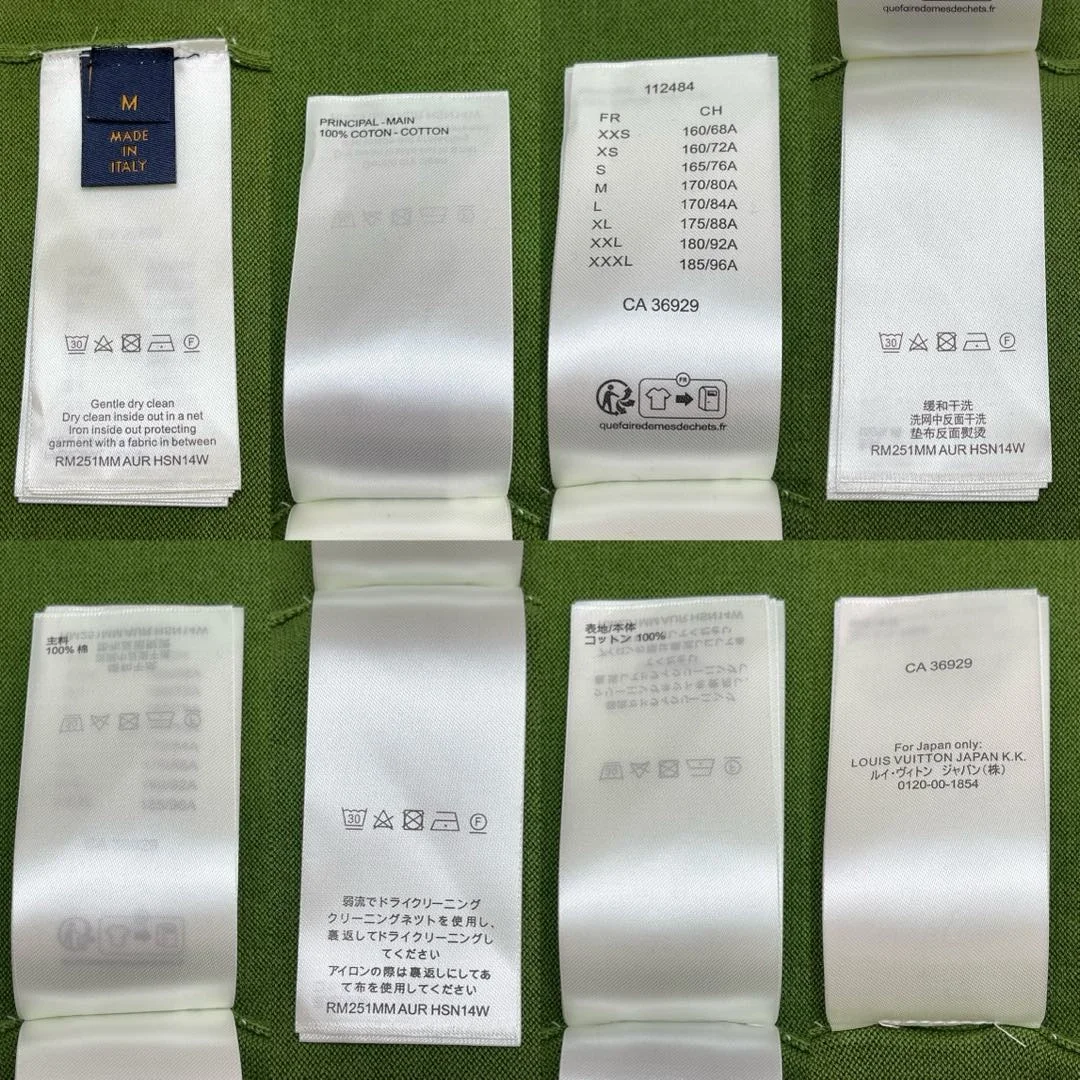 M
MADE
IN
ITALY
30
F
Gentle dry clean
Dry clean inside out in a net
Iron inside out protecting
garment with a fabric in between
RM251MM AUR HSN14W
PRINCIPAL - MAIN
100% COTON - COTTON
112484
FR CH
XXS 160/68A
XS 160/72A
S 165/76A
M 170/80A
L 170/84A
XL 175/88A
XXL 180/92A
XXXL 185/96A
CA 36929
FR
quefairedemesdechets.fr
quefairedemesdechets.fr
30
F
缓和干洗
洗网中反面干洗
垫布反面熨烫
RM251MM AUR HSN14W
主料
100% 棉
30
F
弱流でドライクリーニング
クリーニングネットを使用し、
裏返してドライクリーニングし
てください
アイロンの際は裏返しにしてあ
て布を使用してください
RM251MM AUR HSN14W
表地/本体
コットン 100%
CA 36929
For Japan only:
LOUIS VUITTON JAPAN K.K.
ルイ・ヴィトン ジャパン(株)
0120-00-1854